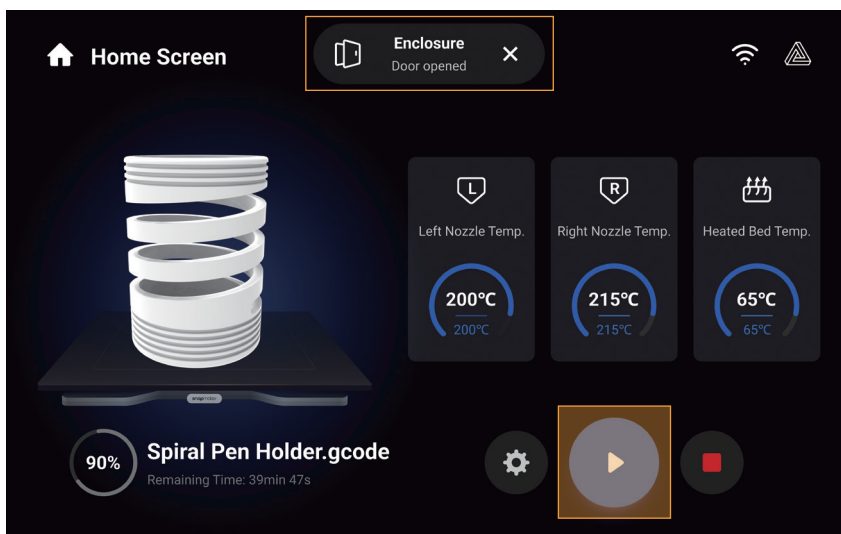 Home Screen
Enclosure
Door opened
L
R
Left Nozzle Temp.
Right Nozzle Temp.
Heated Bed Temp.
200°C
200°C
215°C
215°C
65°C
65°C
snapmaker
90%
Spiral Pen Holder.gcode
Remaining Time: 39min 47s